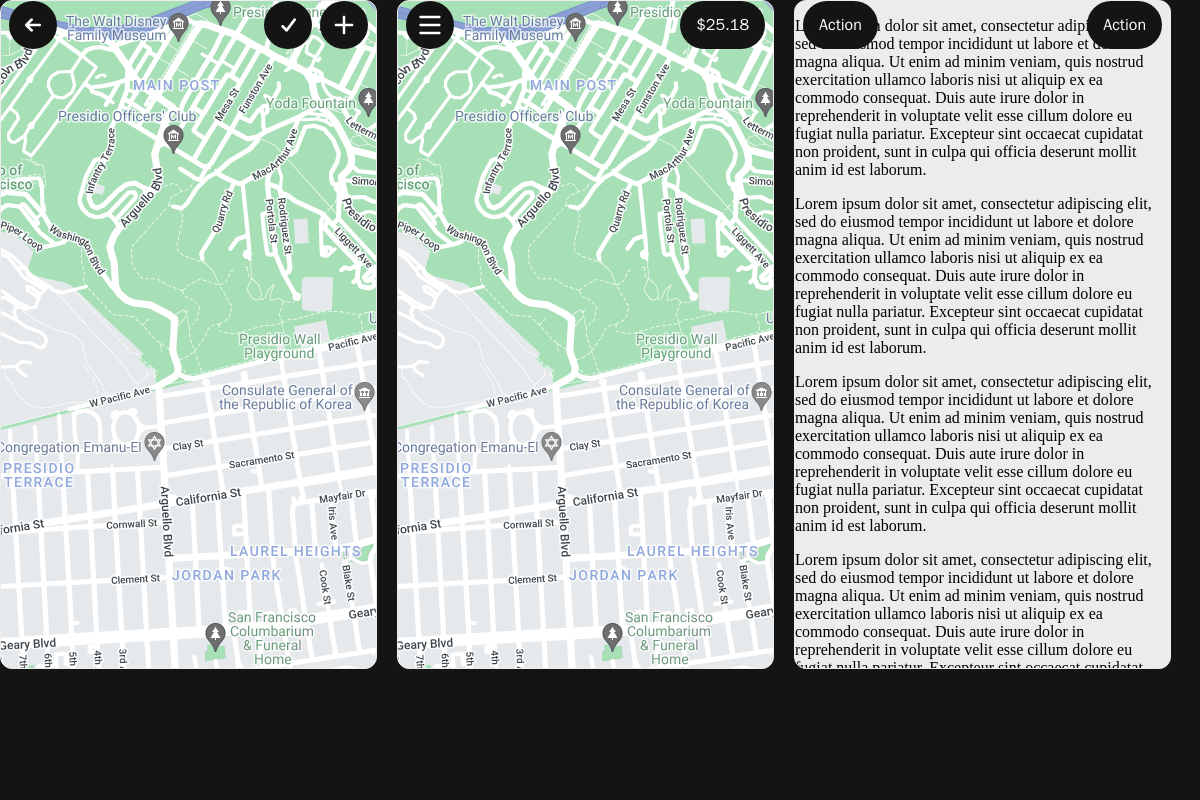 The Walt Disney
Family Museum
MAIN POST
Mesa St
Funston Ave
Yoda Fountain
Presidio Officers' Club
Infantry Terrace
MacArthur Ave
Arguello Blvd
Quarry Rd
Rodriguez St
Portola St
Presidio
Liggett Ave
Piper Loop
Washington Blvd
Presidio Wall
Playground
Pacific Ave
W Pacific Ave
Consulate General of
the Republic of Korea
Congregation Emanu-El
Clay St
PRESIDIO
TERRACE
Sacramento St
California St
Mayfair Dr
Arguello Blvd
Iris Ave
fornia St
Cornwall St
LAUREL HEIGHTS
JORDAN PARK
Clement St
Cook St
Blake St
San Francisco
Columbarium
& Funeral
Home
Geary
Geary Blvd
7th
6th
5th
4th
3rd
$25.18
The Walt Disney
Family Museum
MAIN POST
Mesa St
Funston Ave
Yoda Fountain
Presidio Officers' Club
Infantry Terrace
MacArthur Ave
Arguello Blvd
Quarry Rd
Rodriguez St
Portola St
Presidio
Liggett Ave
Piper Loop
Washington Blvd
Presidio Wall
Playground
Pacific Ave
W Pacific Ave
Consulate General of
the Republic of Korea
Congregation Emanu-El
Clay St
PRESIDIO
TERRACE
Sacramento St
California St
Mayfair Dr
Arguello Blvd
Iris Ave
fornia St
Cornwall St
LAUREL HEIGHTS
JORDAN PARK
Clement St
Cook St
Blake St
San Francisco
Columbarium
& Funeral
Home
Geary
Geary Blvd
7th
6th
5th
4th
3rd
Action
Action
dolor sit amet, consectetur
tempor incididunt ut labore et
magna aliqua. Ut enim ad minim veniam, quis nostrud
exercitation ullamco laboris nisi ut aliquip ex ea
commodo consequat. Duis aute irure dolor in
reprehenderit in voluptate velit esse cillum dolore eu
fugiat nulla pariatur. Excepteur sint occaecat cupidatat
non proident, sunt in culpa qui officia deserunt mollit
anim id est laborum.
Lorem ipsum dolor sit amet, consectetur adipiscing elit,
sed do eiusmod tempor incididunt ut labore et dolore
magna aliqua. Ut enim ad minim veniam, quis nostrud
exercitation ullamco laboris nisi ut aliquip ex ea
commodo consequat. Duis aute irure dolor in
reprehenderit in voluptate velit esse cillum dolore eu
fugiat nulla pariatur. Excepteur sint occaecat cupidatat
non proident, sunt in culpa qui officia deserunt mollit
anim id est laborum.
Lorem ipsum dolor sit amet, consectetur adipiscing elit,
sed do eiusmod tempor incididunt ut labore et dolore
magna aliqua. Ut enim ad minim veniam, quis nostrud
exercitation ullamco laboris nisi ut aliquip ex ea
commodo consequat. Duis aute irure dolor in
reprehenderit in voluptate velit esse cillum dolore eu
fugiat nulla pariatur. Excepteur sint occaecat cupidatat
non proident, sunt in culpa qui officia deserunt mollit
anim id est laborum.
Lorem ipsum dolor sit amet, consectetur adipiscing elit,
sed do eiusmod tempor incididunt ut labore et dolore
magna aliqua. Ut enim ad minim veniam, quis nostrud
exercitation ullamco laboris nisi ut aliquip ex ea
commodo consequat. Duis aute irure dolor in
reprehenderit in voluptate velit esse cillum dolore eu
fugiat nulla pariatur. Excepteur sint occaecat cupidatat